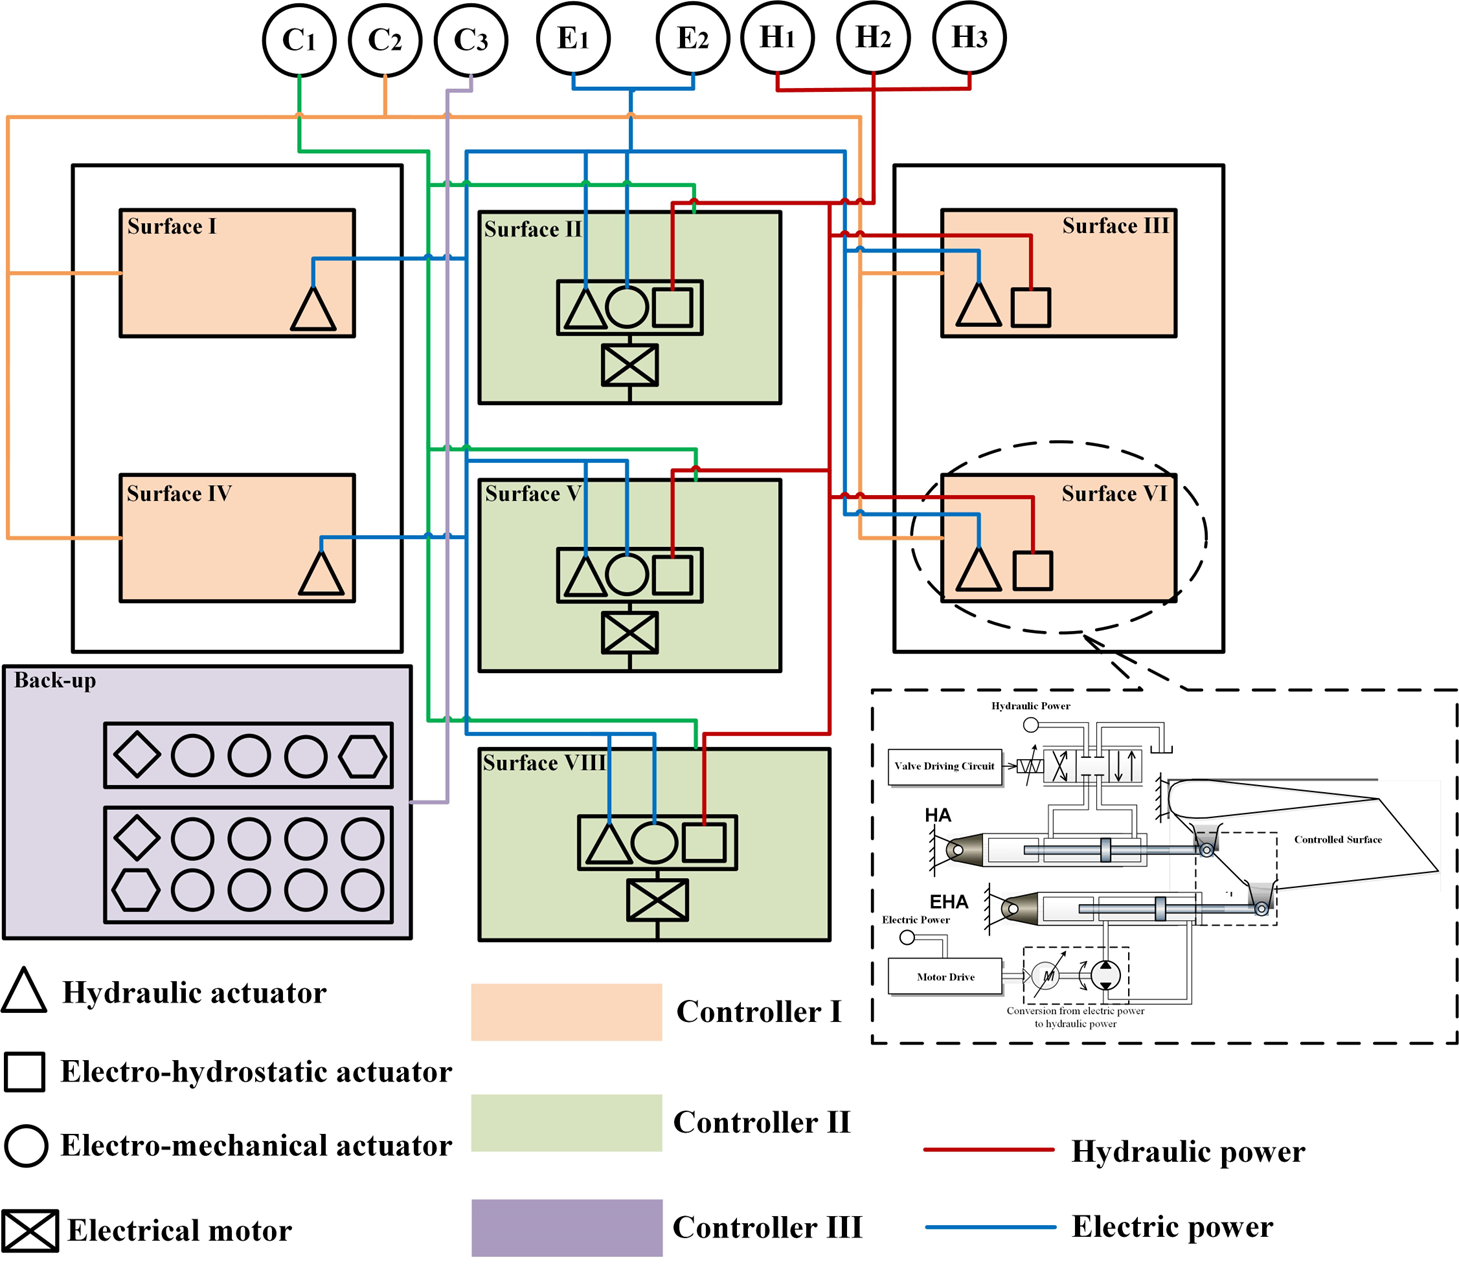 C1 C2 C3 E1 E2 H1 H2 H3
Surface I
Surface II
Surface III
Surface IV
Surface V
Surface VI
Back-up
Surface VIII
Hydraulic Power
Valve Driving Circuit
HA
Controlled Surface
EHA
Electric Power
Motor Drive
M
Conversion from electric power
to hydraulic power
Hydraulic actuator
Electro-hydrostatic actuator
Electro-mechanical actuator
Electrical motor
Controller I
Controller II
Controller III
Hydraulic power
Electric power